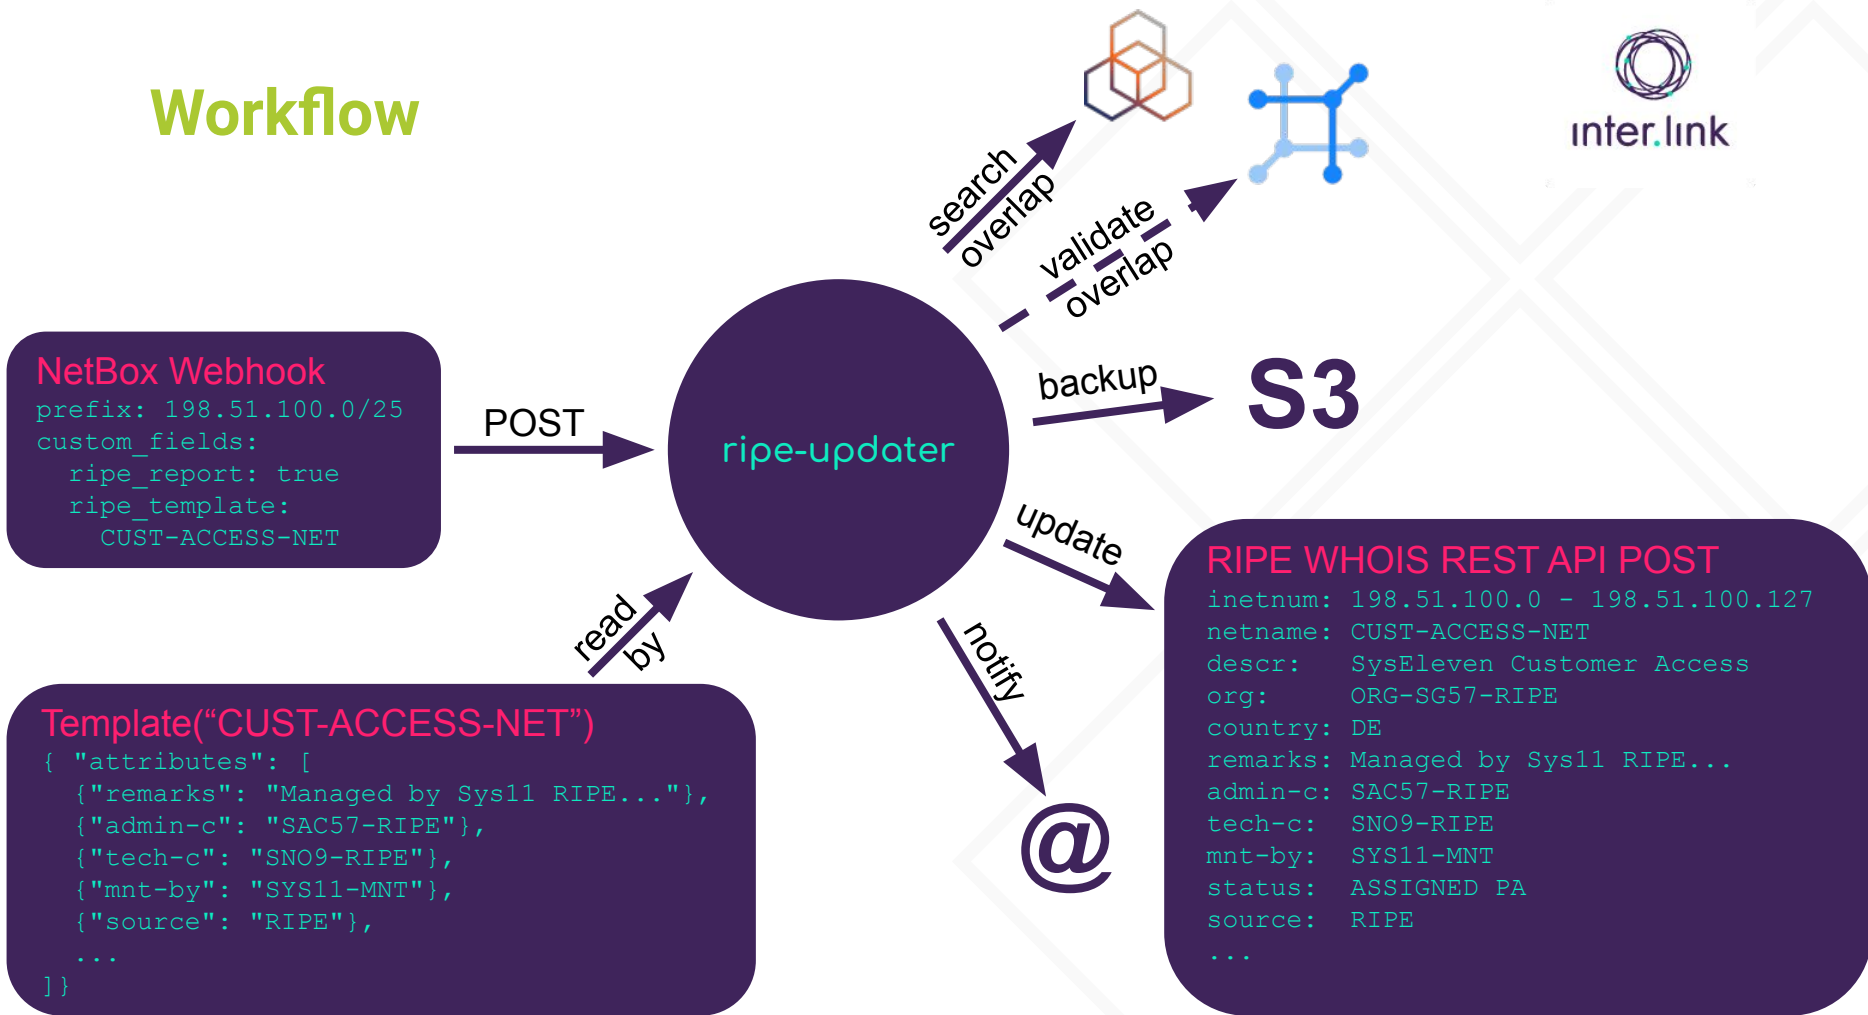 Workflow
inter.link
search
overlap
validate
overlap
NetBox Webhook
prefix: 198.51.100.0/25
custom_fields:
  ripe_report: true
  ripe_template:
    CUST-ACCESS-NET
POST
ripe-updater
backup
S3
read
by
update
notify
@
Template(“CUST-ACCESS-NET”)
{ "attributes": [
  {"remarks": "Managed by Sys11 RIPE..."},
  {"admin-c": "SAC57-RIPE"},
  {"tech-c": "SNO9-RIPE"},
  {"mnt-by": "SYS11-MNT"},
  {"source": "RIPE"},
  ...
]}
RIPE WHOIS REST API POST
inetnum: 198.51.100.0 - 198.51.100.127
netname: CUST-ACCESS-NET
descr:   SysEleven Customer Access
org:     ORG-SG57-RIPE
country: DE
remarks: Managed by Sys11 RIPE...
admin-c: SAC57-RIPE
tech-c:  SNO9-RIPE
mnt-by:  SYS11-MNT
status:  ASSIGNED PA
source:  RIPE
...